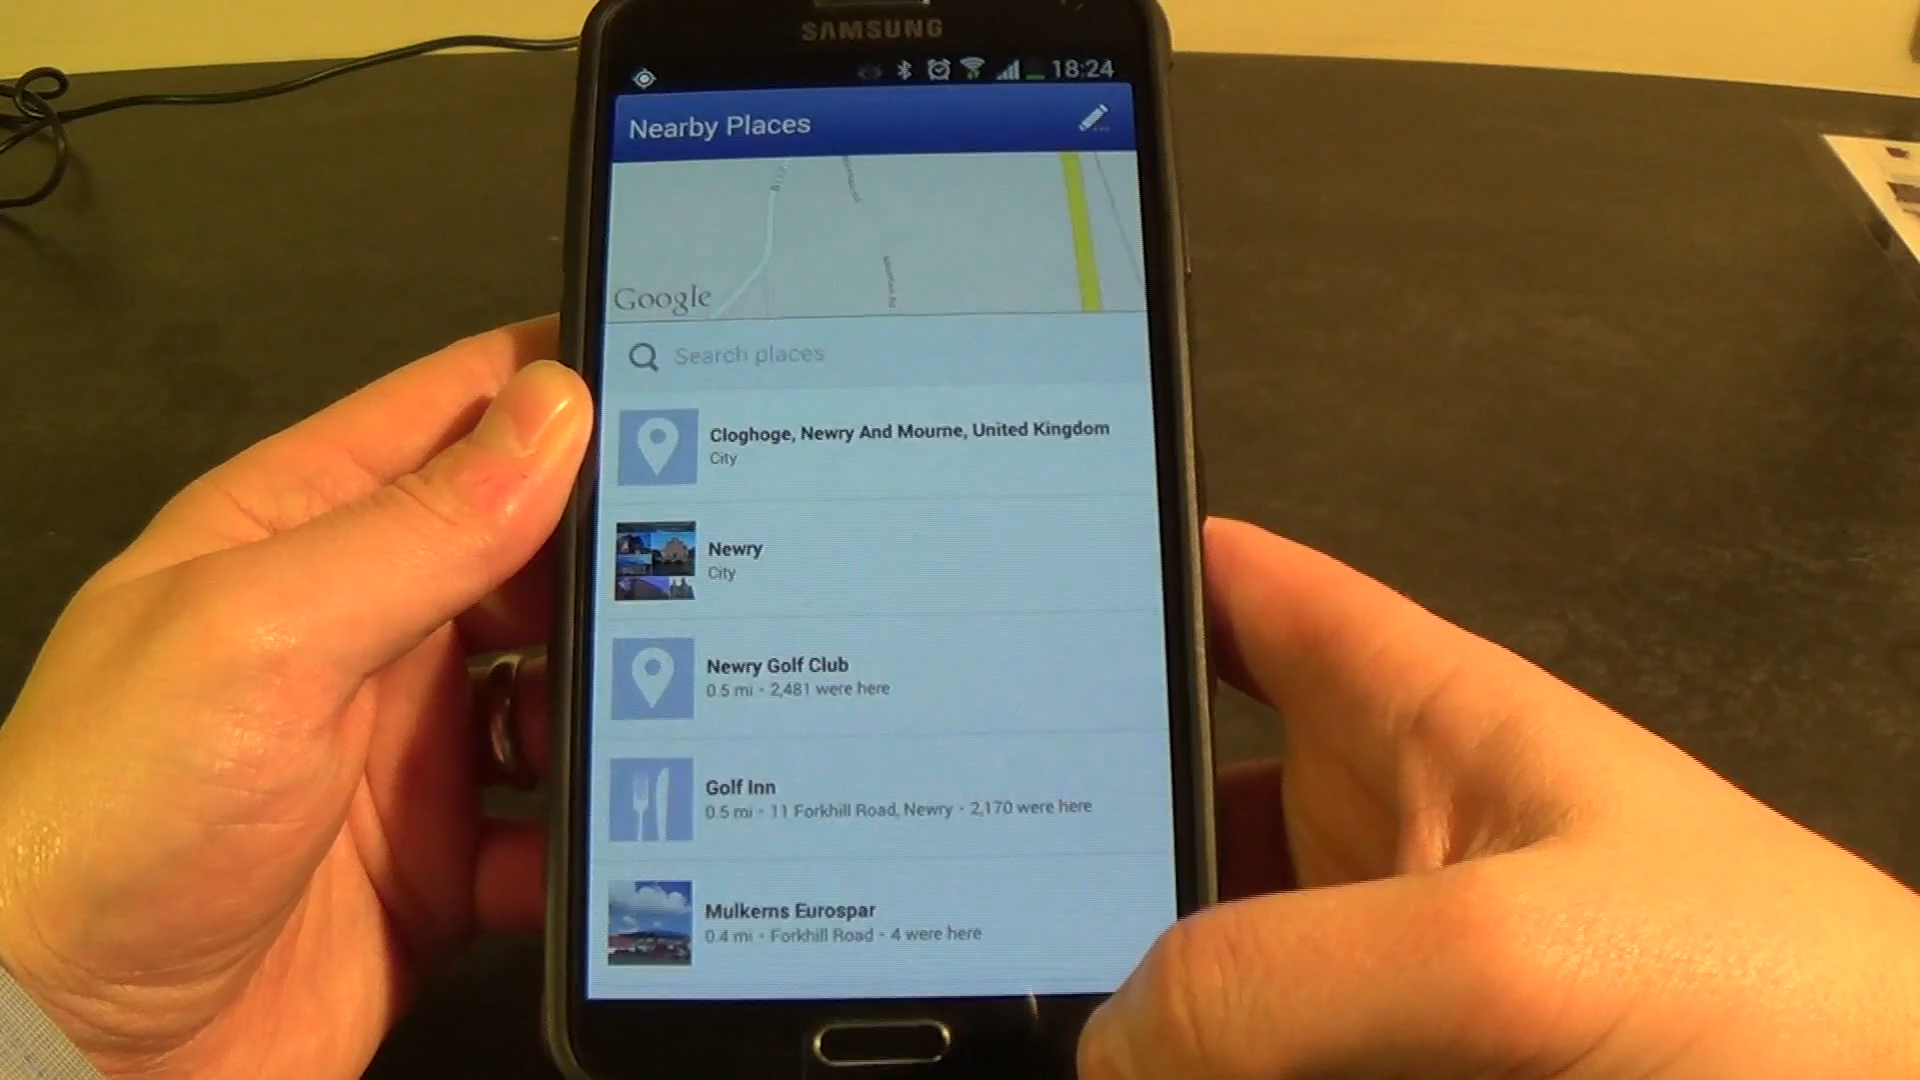 SAMSUNG
18:24
Nearby Places
Google
Search places
Cloghoge, Newry And Mourne, United Kingdom
City
Newry
City
Newry Golf Club
0.5 mi · 2,481 were here
Golf Inn
0.5 mi · 11 Forkhill Road, Newry · 2,170 were here
Mulkerns Eurospar
0.4 mi · Forkhill Road · 4 were here